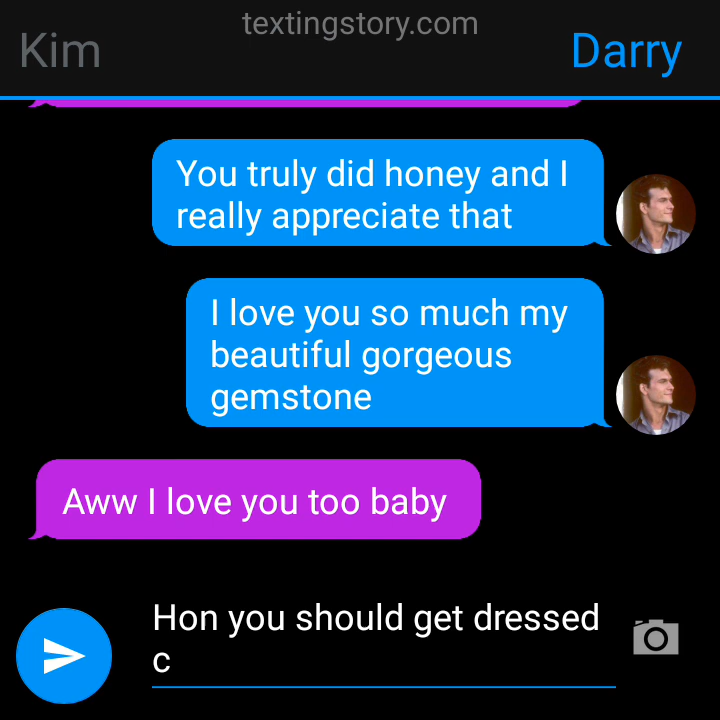 textingstory.com
Kim
Darry
You truly did honey and I
really appreciate that
I love you so much my
beautiful gorgeous
gemstone
Aww I love you too baby
Hon you should get dressed
c